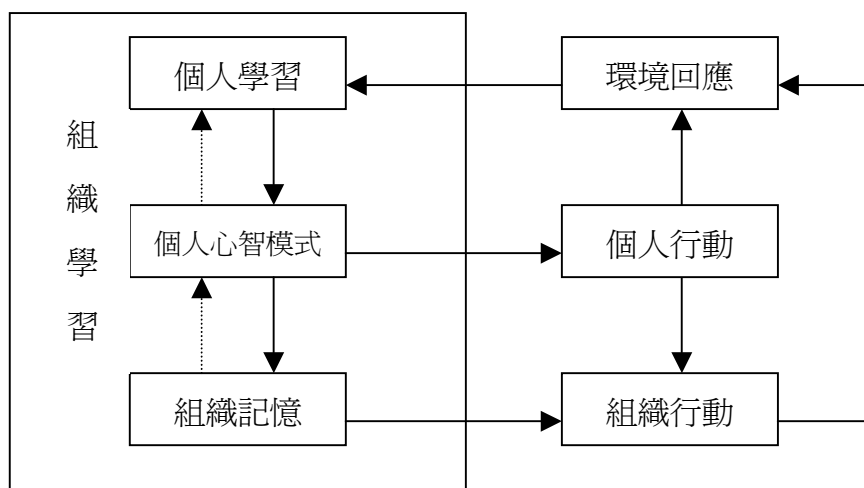 組織學習
個人學習
環境回應
個人心智模式
個人行動
組織記憶
組織行動